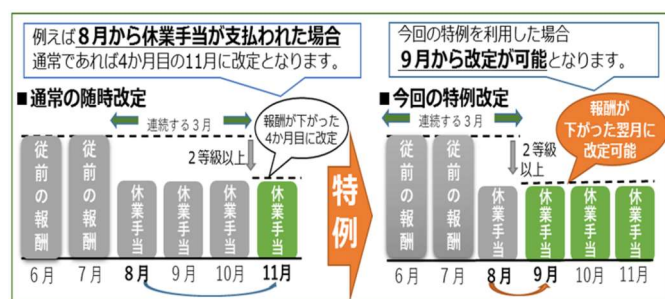 例えば８月から休業手当が支払われた場合
通常であれば4か月目の11月に改定となります。
今回の特例を利用した場合
９月から改定が可能となります。
■通常の随時改定
連続する３月
報酬が下がった
4か月目に改定
２等級以上
従前の報酬
従前の報酬
休業手当
休業手当
休業手当
休業手当
6月 7月 8月 9月 10月 11月
特例
■今回の特例改定
連続する３月
報酬が
下がった翌月に
改定可能
２等級
以上
従前の報酬
従前の報酬
休業手当
休業手当
休業手当
休業手当
6月 7月 8月 9月 10月 11月